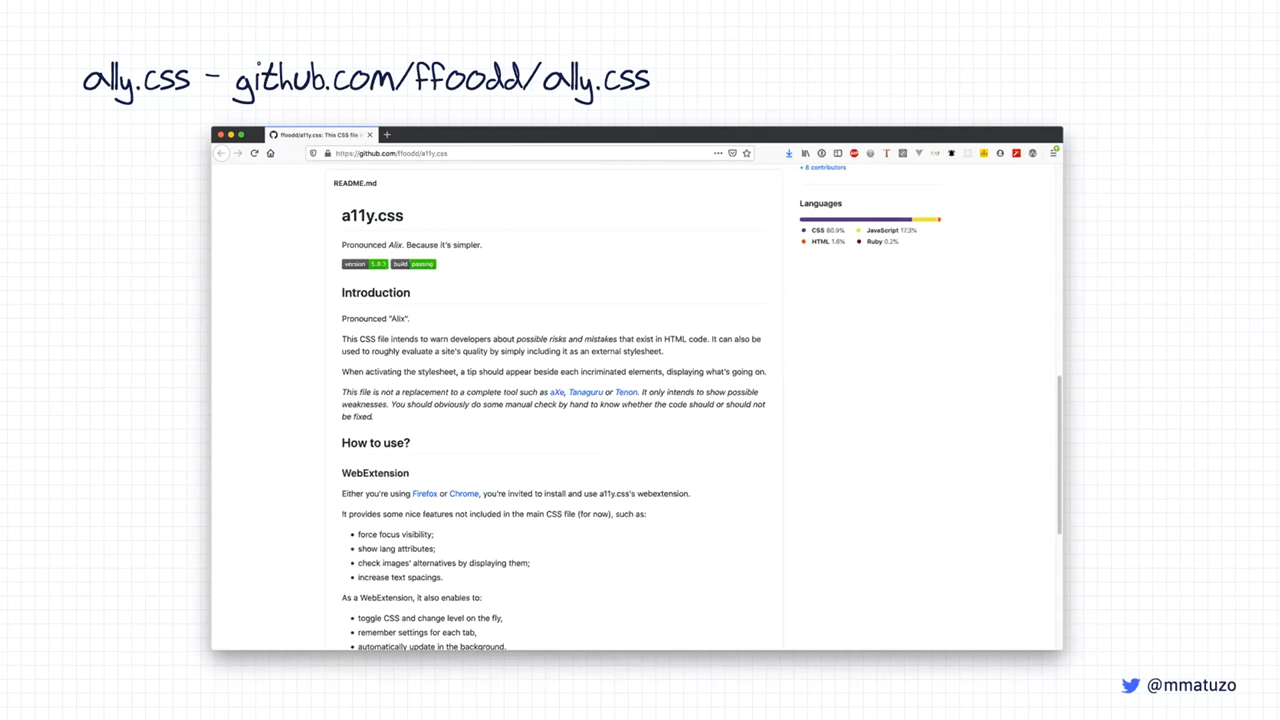 a11y.css - github.com/ffoodd/a11y.css
ffoodd/a11y.css: This CSS file
https://github.com/ffoodd/a11y.css
+ 8 contributors
README.md
Languages
a11y.css
CSS 80.9% JavaScript 17.3%
HTML 1.6% Ruby 0.2%
Pronounced Alix. Because it's simpler.
version 5.0.3 build passing
Introduction
Pronounced "Alix".
This CSS file intends to warn developers about possible risks and mistakes that exist in HTML code. It can also be
used to roughly evaluate a site's quality by simply including it as an external stylesheet.
When activating the stylesheet, a tip should appear beside each incriminated elements, displaying what's going on.
This file is not a replacement to a complete tool such as aXe, Tanaguru or Tenon. It only intends to show possible
weaknesses. You should obviously do some manual check by hand to know whether the code should or should not
be fixed.
How to use?
WebExtension
Either you're using Firefox or Chrome, you're invited to install and use a11y.css's webextension.
It provides some nice features not included in the main CSS file (for now), such as:
• force focus visibility;
• show lang attributes;
• check images' alternatives by displaying them;
• increase text spacings.
As a WebExtension, it also enables to:
• toggle CSS and change level on the fly,
• remember settings for each tab,
• automatically update in the background.
@mmatuzo